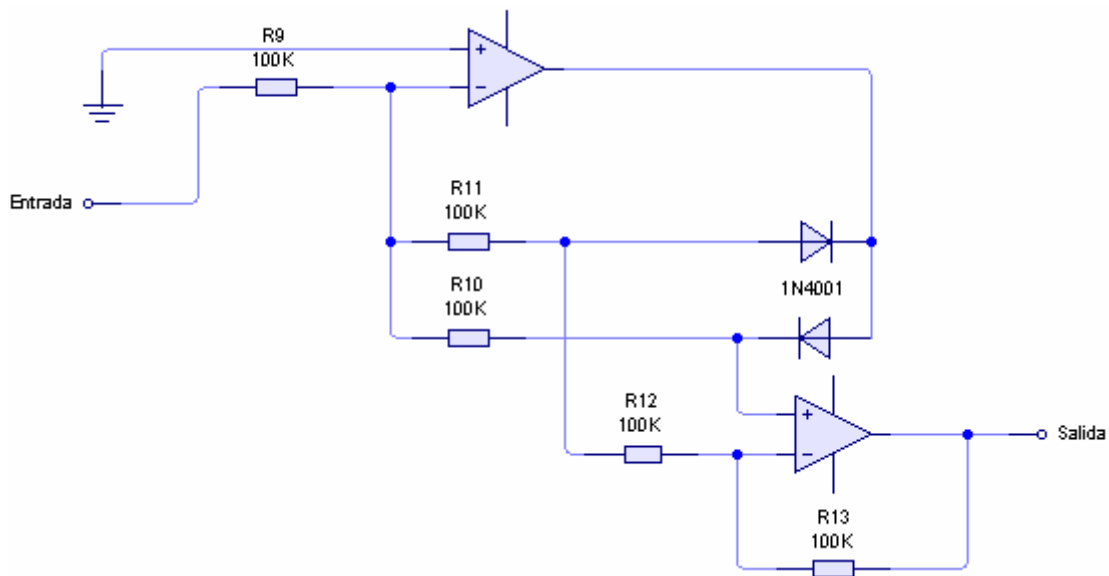 R9
100K
+
−
Entrada
R11
100K
R10
100K
1N4001
R12
100K
+
−
Salida
R13
100K